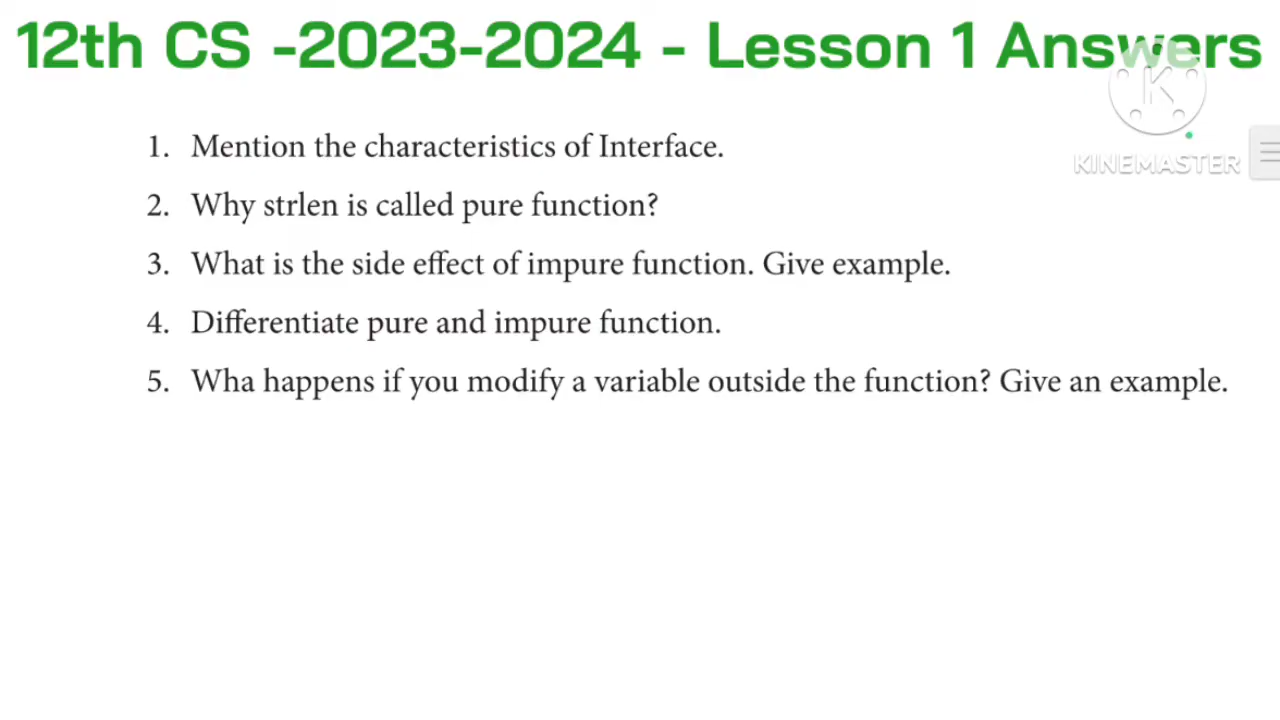 12th CS -2023-2024 - Lesson 1 Answers
KINEMASTER
1. Mention the characteristics of Interface.
2. Why strlen is called pure function?
3. What is the side effect of impure function. Give example.
4. Differentiate pure and impure function.
5. Wha happens if you modify a variable outside the function? Give an example.